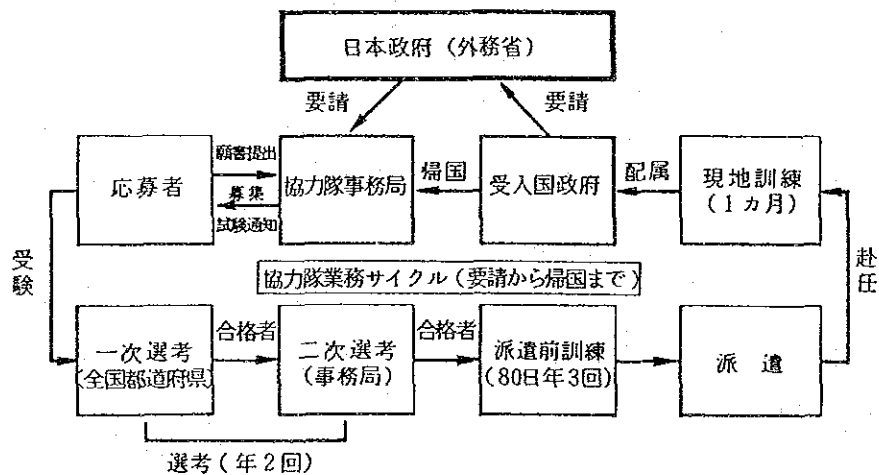 日本政府（外務省）
要請
要請
応募者
願書提出
募集
試験通知
協力隊事務局
帰国
受入国政府
配属
現地訓練
（1カ月）
受験
協力隊業務サイクル（要請から帰国まで）
赴任
一次選考
（全国都道府県）
合格者
二次選考
（事務局）
合格者
派遣前訓練
（80日年3回）
派遣
選考（年2回）